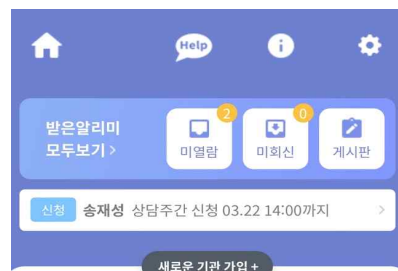 Help
받은알리미
모두보기 >
2
미열람
0
미회신
게시판
신청 송재성 상담주간 신청 03.22 14:00까지 >
새로운 기관 가입 +